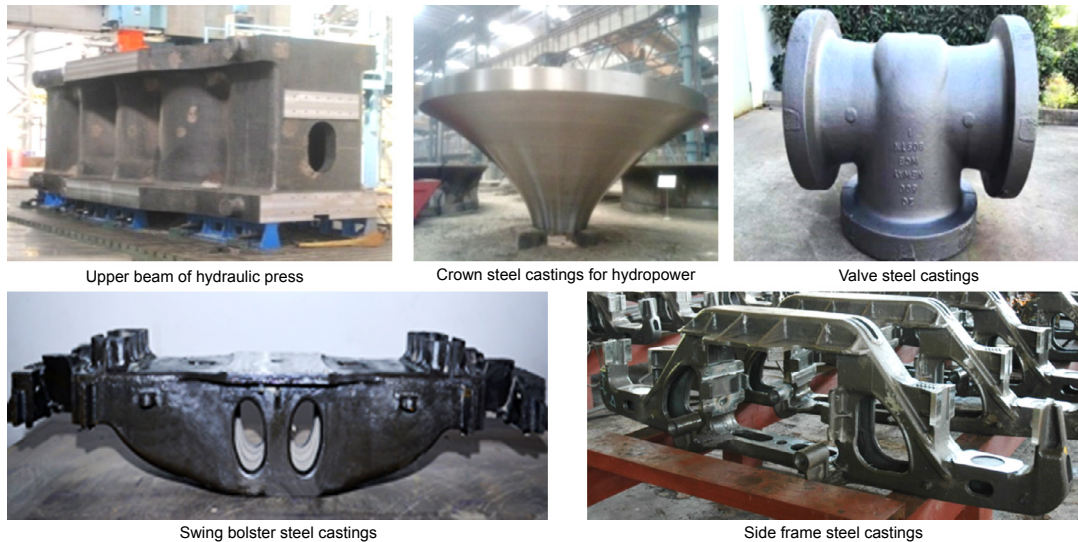 Upper beam of hydraulic press
Crown steel castings for hydropower
Valve steel castings
Swing bolster steel castings
Side frame steel castings